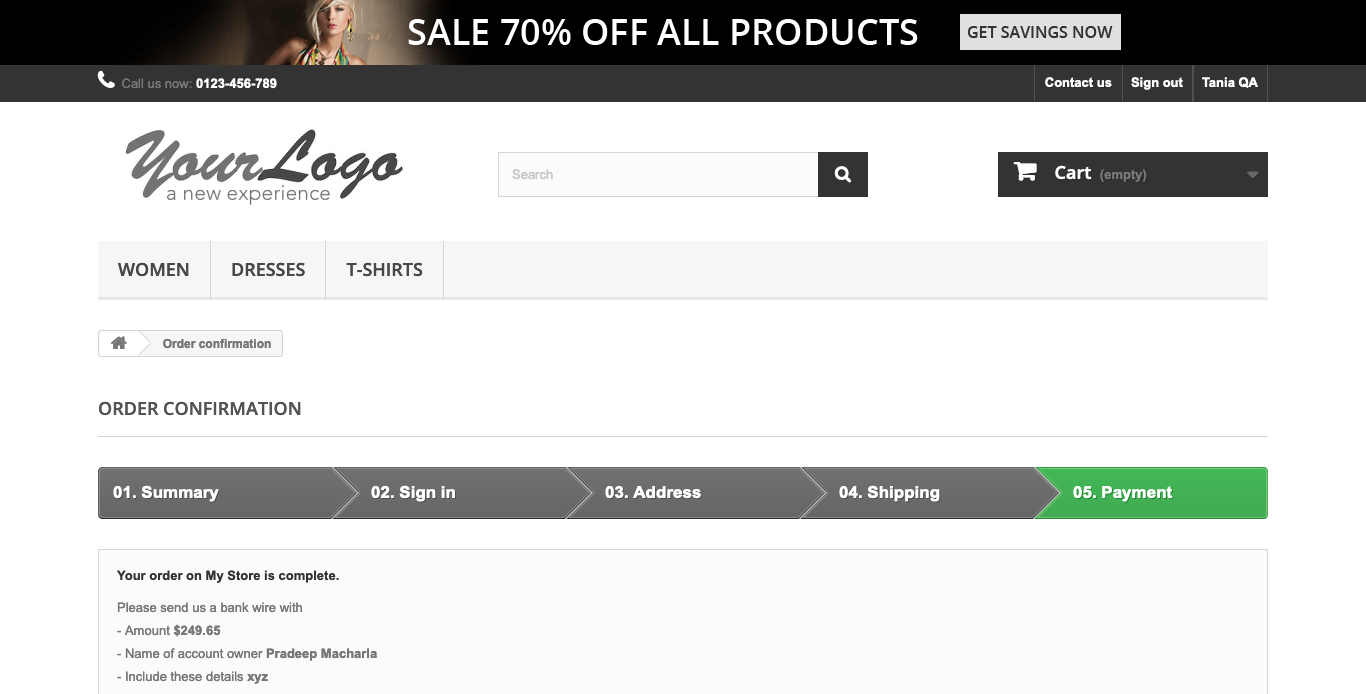 SALE 70% OFF ALL PRODUCTS GET SAVINGS NOW
Call us now: 0123-456-789 Contact us Sign out Tania QA
YourLogo
a new experience
Search
Cart (empty)
WOMEN DRESSES T-SHIRTS
Order confirmation
ORDER CONFIRMATION
01. Summary 02. Sign in 03. Address 04. Shipping 05. Payment
Your order on My Store is complete.
Please send us a bank wire with
- Amount $249.65
- Name of account owner Pradeep Macharla
- Include these details xyz